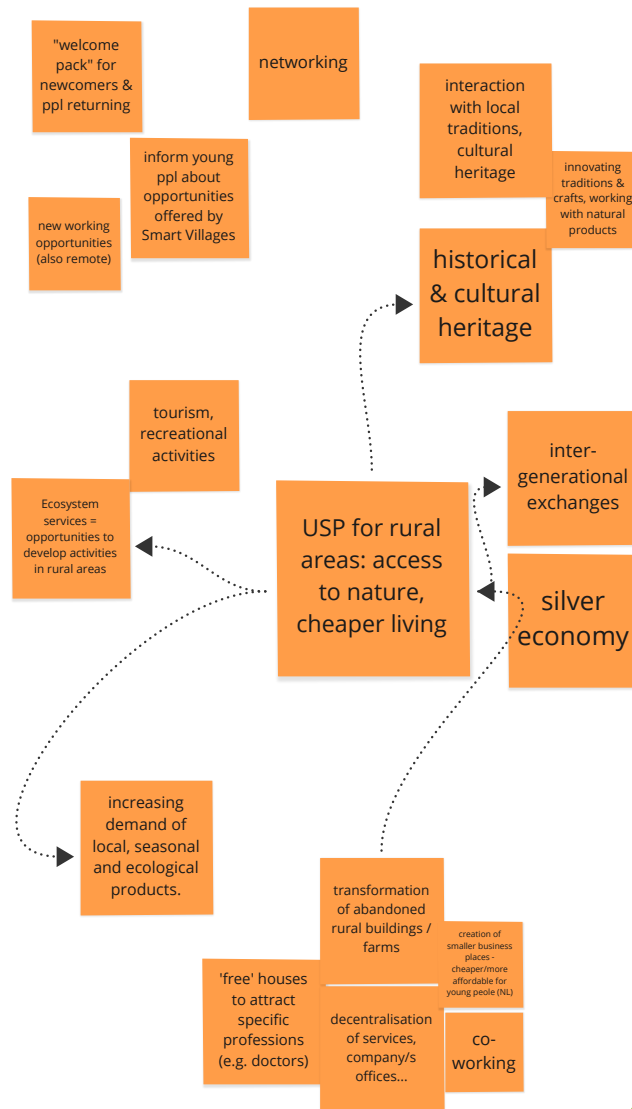 "welcome
pack" for
newcomers &
ppl returning
networking
inform young
ppl about
opportunities
offered by
Smart Villages
new working
opportunities
(also remote)
interaction
with local
traditions,
cultural
heritage
innovating
traditions &
crafts, working
with natural
products
historical
& cultural
heritage
tourism,
recreational
activities
Ecosystem
services =
opportunities to
develop activities
in rural areas
USP for rural
areas: access
to nature,
cheaper living
inter-
generational
exchanges
silver
economy
increasing
demand of
local, seasonal
and ecological
products.
transformation
of abandoned
rural buildings /
farms
creation of
smaller business
places -
cheaper/more
affordable for
young peole (NL)
'free' houses
to attract
specific
professions
(e.g. doctors)
decentralisation
of services,
company/s
offices...
co-
working